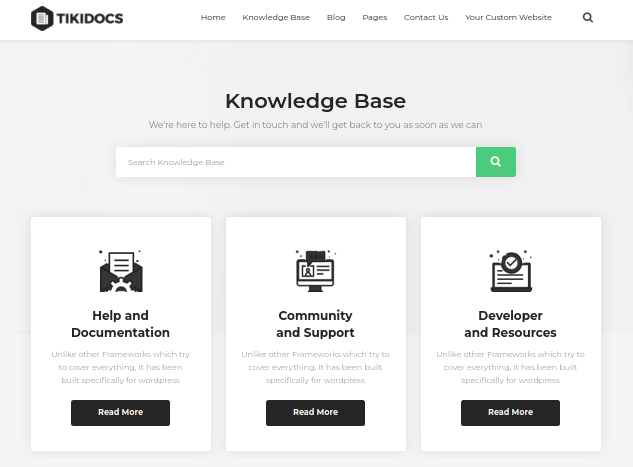 TIKIDOCS
Home Knowledge Base Blog Pages Contact Us Your Custom Website
Knowledge Base
We're here to help. Get in touch and we'll get back to you as soon as we can
Search Knowledge Base
Help and
Documentation
Unlike other Frameworks which try
to cover everything, It has been
built specifically for wordpress
Read More
Community
and Support
Unlike other Frameworks which try to
cover everything, It has been built
specifically for wordpress
Read More
Developer
and Resources
Unlike other Frameworks which try to
cover everything, It has been built
specifically for wordpress
Read More